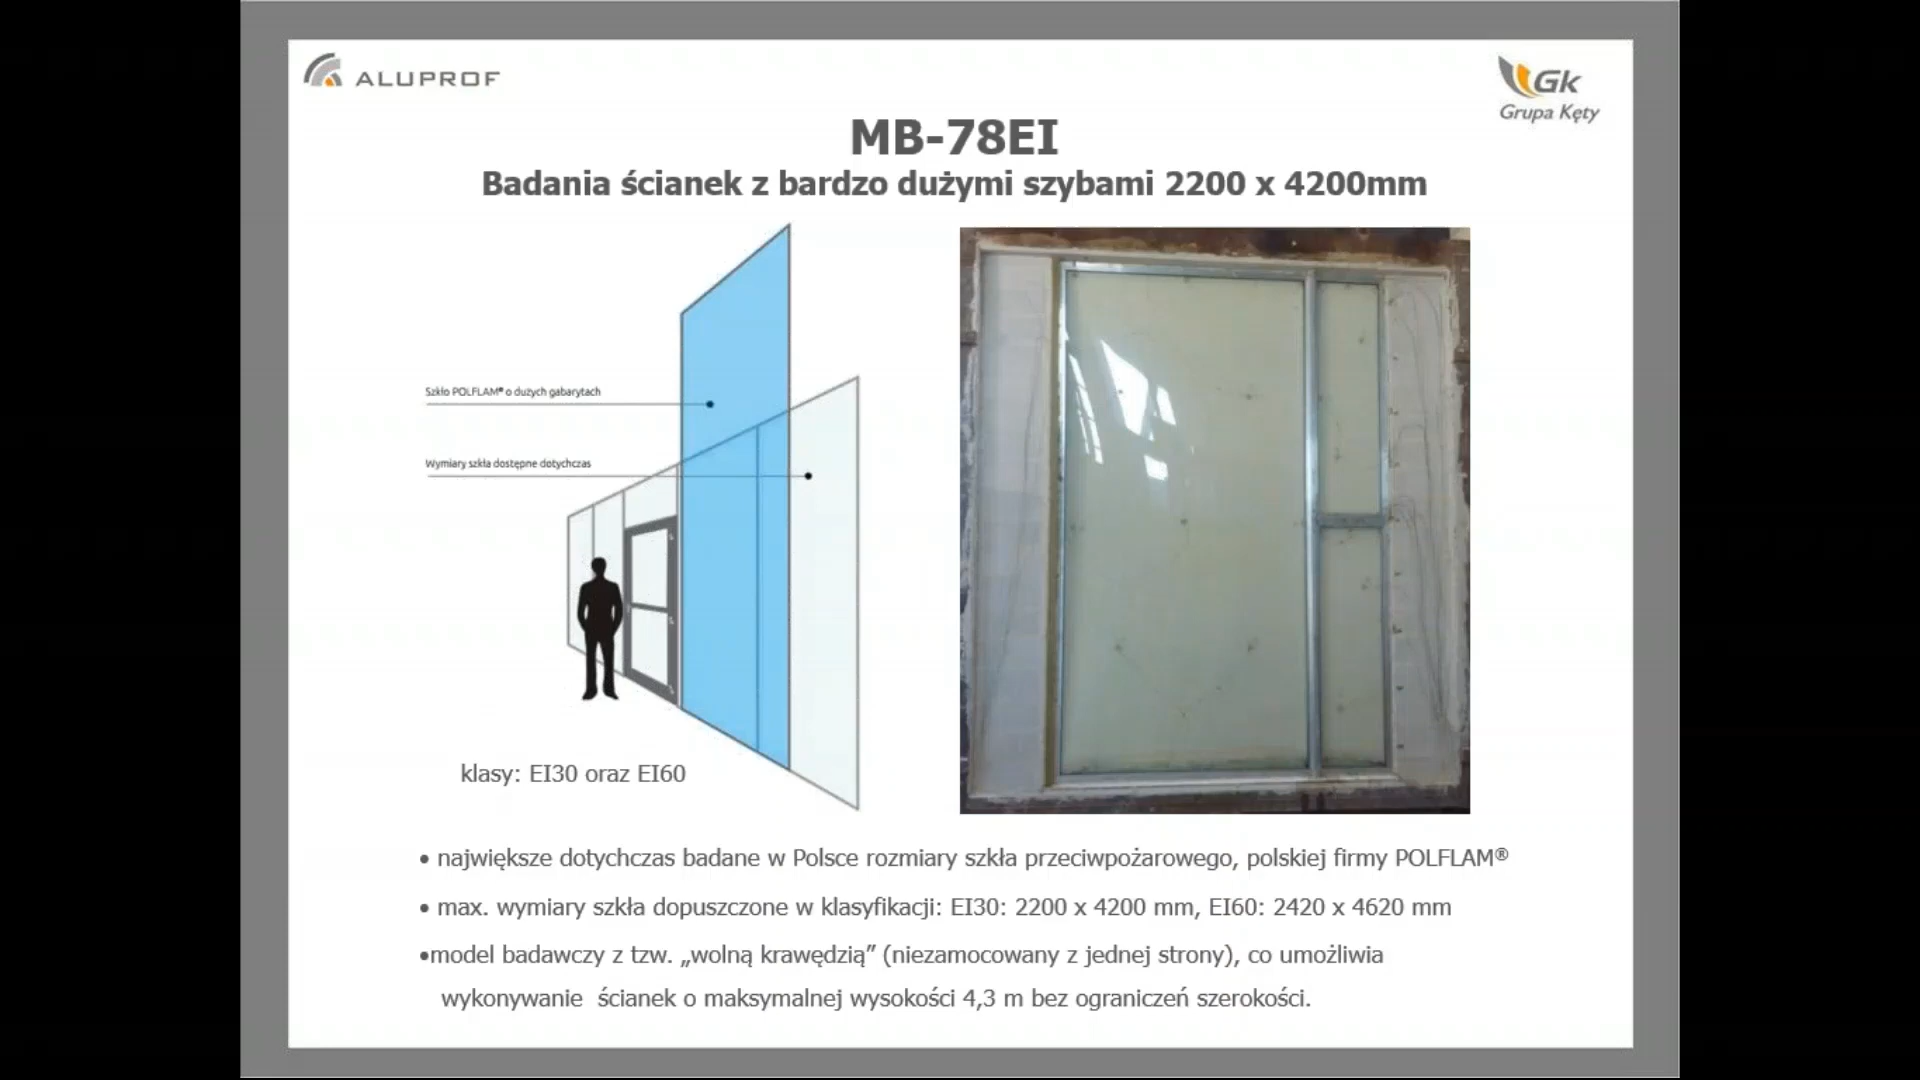 ALUPROF
Gk
Grupa Kęty
MB-78EI
Badania ścianek z bardzo dużymi szybami 2200 x 4200mm
Szkło POLFLAM® o dużych gabarytach
Wymiary szkła dostępne dotychczas
klasy: EI30 oraz EI60
• największe dotychczas badane w Polsce rozmiary szkła przeciwpożarowego, polskiej firmy POLFLAM®
• max. wymiary szkła dopuszczone w klasyfikacji: EI30: 2200 x 4200 mm, EI60: 2420 x 4620 mm
•model badawczy z tzw. „wolną krawędzią” (niezamocowany z jednej strony), co umożliwia
wykonywanie ścianek o maksymalnej wysokości 4,3 m bez ograniczeń szerokości.